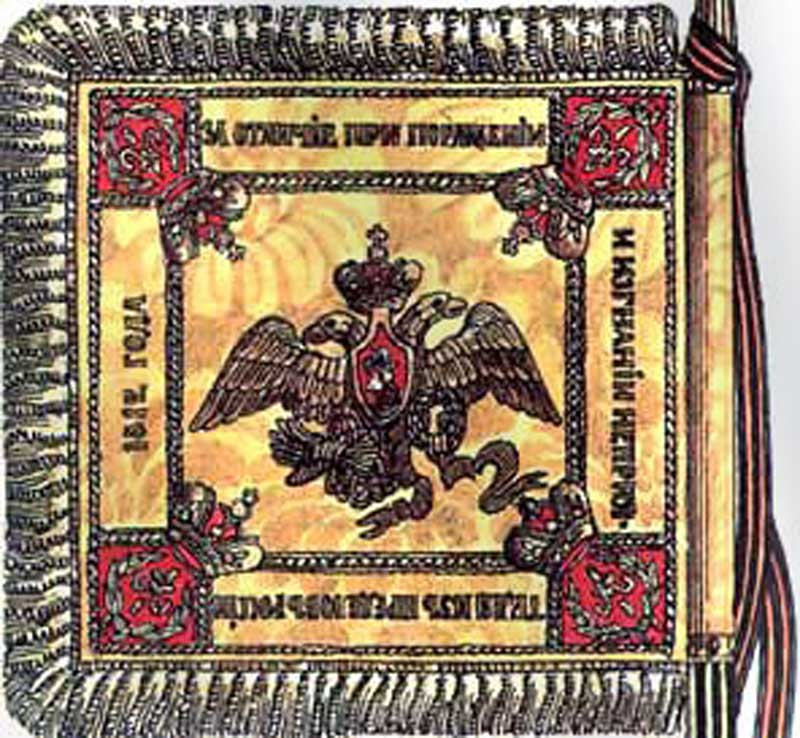 ЗА ОТЛИЧІЕ ПРИ ПОРАЖЕНІИ
И ИЗГНАНІИ НЕПРІЯ-
ТЕЛЯ ИЗЪ ПРЕДѢЛОВЪ РОССІИ
1812 ГОДА